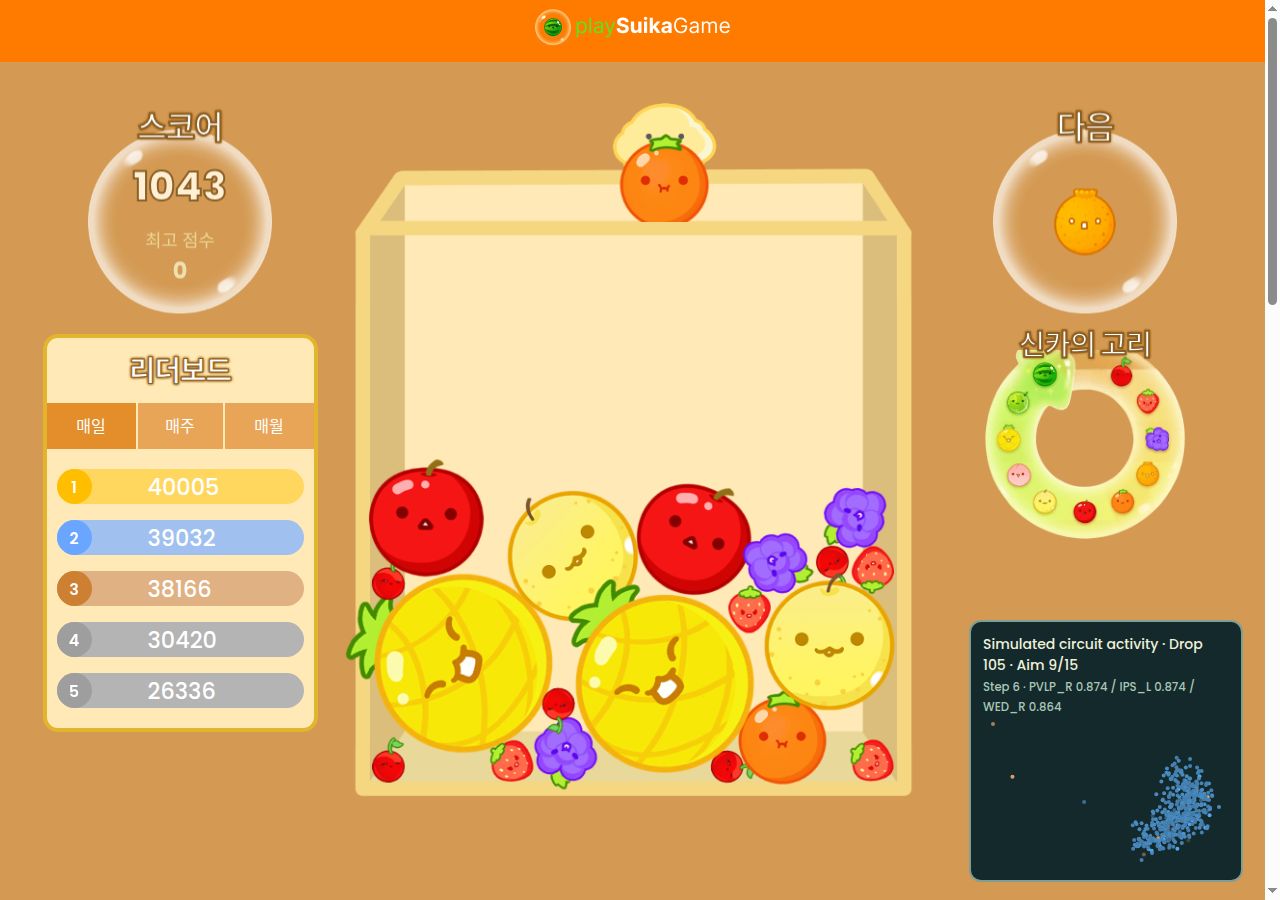 playSuikaGame
스코어
1043
최고 점수
0
다음
신카의 고리
리더보드
매일
매주
매월
1
40005
2
39032
3
38166
4
30420
5
26336
Simulated circuit activity · Drop
105 · Aim 9/15
Step 6 · PVLP_R 0.874 / IPS_L 0.874 /
WED_R 0.864